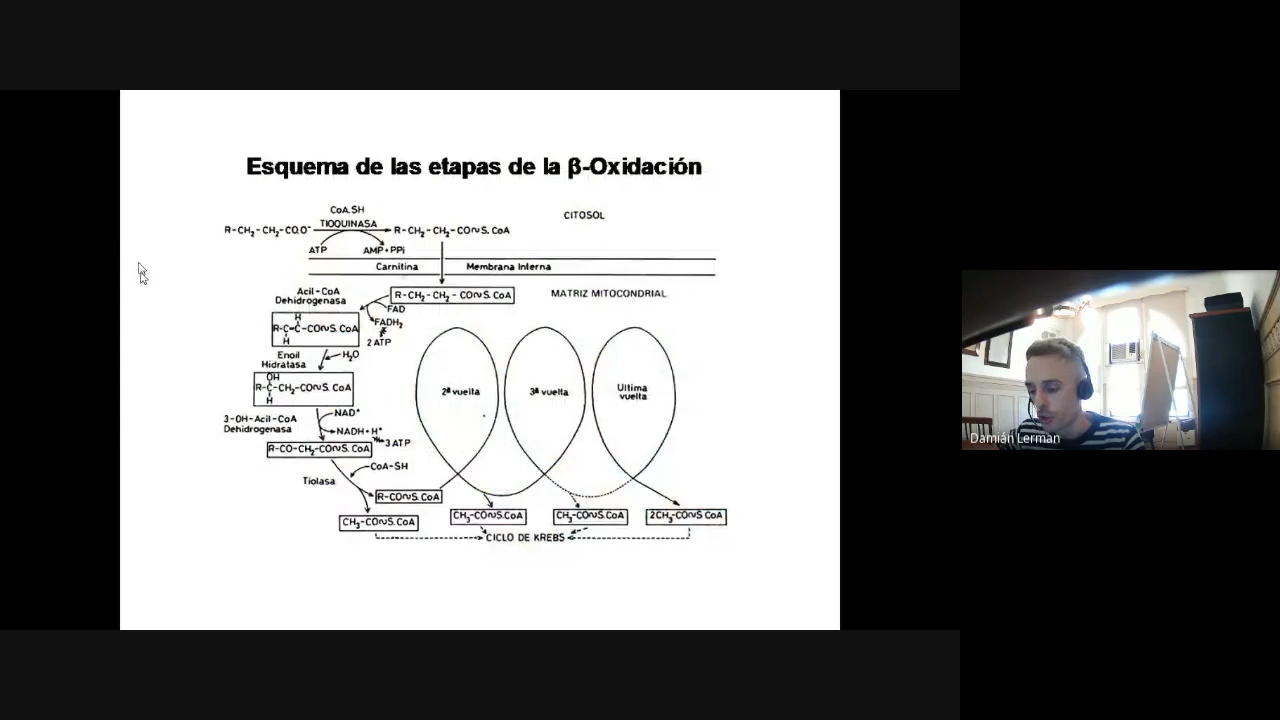 Esquema de las etapas de la β-Oxidación
CoA.SH
R-CH₂-CH₂-COO⁻
TIOQUINASA
R-CH₂-CH₂-CO∿S.CoA
CITOSOL
ATP
AMP+PPi
Carnitina
Membrana Interna
Acil-CoA
Dehidrogenasa
R-CH₂-CH₂-CO∿S.CoA
MATRIZ MITOCONDRIAL
FAD
FADH₂
2 ATP
H
R-C=C-CO∿S.CoA
H
Enoil
Hidratasa
H₂O
OH
R-C-CH₂-CO∿S.CoA
H
2ª vuelta
3ª vuelta
Ultima
vuelta
3-OH-Acil-CoA
Dehidrogenasa
NAD⁺
NADH+H⁺
3 ATP
R-CO-CH₂-CO∿S.CoA
Tiolasa
CoA-SH
R-CO∿S.CoA
CH₃-CO∿S.CoA
CH₃-CO∿S.CoA
CH₃-CO∿S.CoA
2CH₃-CO∿S.CoA
CICLO DE KREBS
Damián Lerman